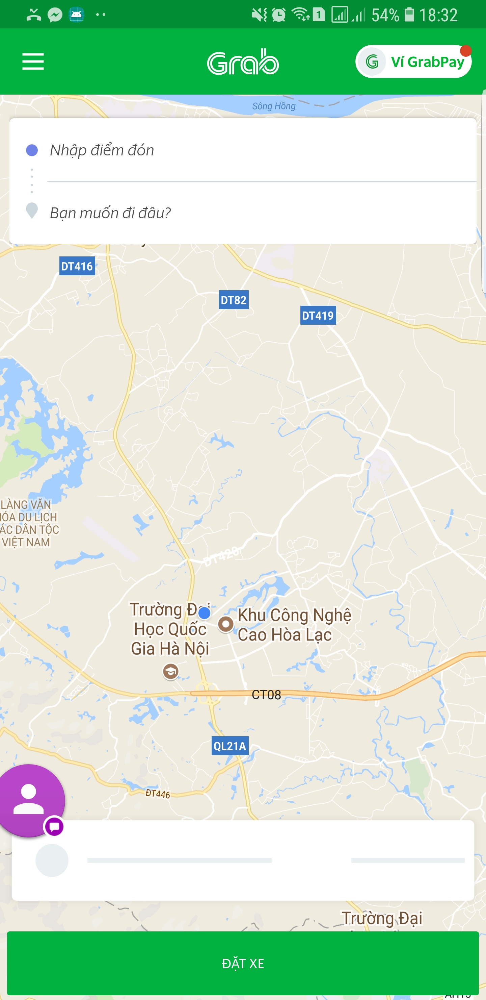 54% 18:32
Grab
Ví GrabPay
Sông Hồng
Nhập điểm đón
Bạn muốn đi đâu?
DT416
DT82
DT419
LÀNG VĂN
ÓA DU LỊCH
ÁC DÂN TỘC
VIỆT NAM
DT420
Trường Đại
Học Quốc
Gia Hà Nội
Khu Công Nghệ
Cao Hòa Lạc
CT08
QL21A
ĐT446
Trường Đại
ĐẶT XE